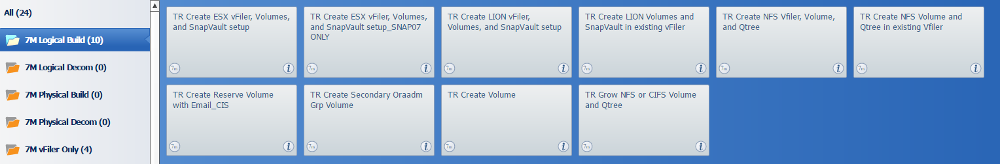 All (24)
7M Logical Build (10)
7M Logical Decom (0)
7M Physical Build (0)
7M Physical Decom (0)
7M vFiler Only (4)
TR Create ESX vFiler, Volumes,
and SnapVault setup
7m
i
TR Create ESX vFiler, Volumes,
and SnapVault setup_SNAP07
ONLY
7m
i
TR Create LION vFiler,
Volumes, and SnapVault setup
7m
i
TR Create LION Volumes and
SnapVault in existing vFiler
7m
i
TR Create NFS Vfiler, Volume,
and Qtree
7m
i
TR Create NFS Volume and
Qtree in existing Vfiler
7m
i
TR Create Reserve Volume
with Email_CIS
7m
i
TR Create Secondary Oraadm
Grp Volume
7m
i
TR Create Volume
7m
i
TR Grow NFS or CIFS Volume
and Qtree
7m
i